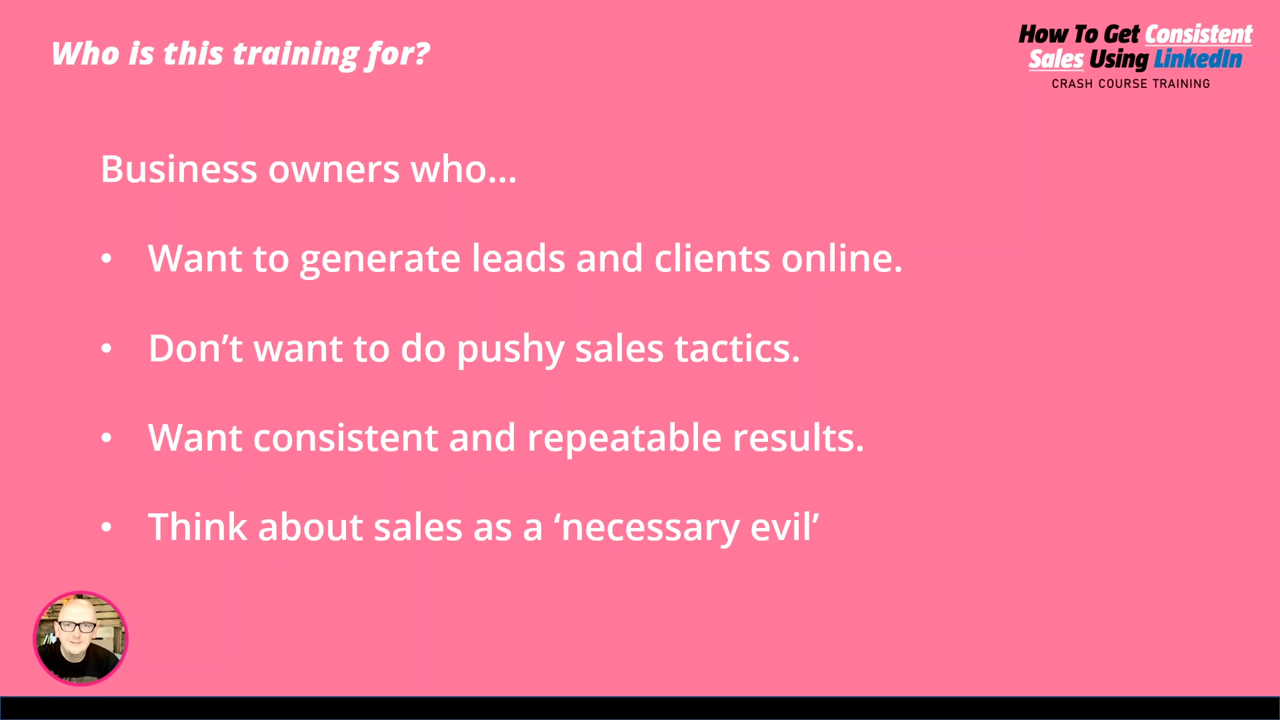 Who is this training for?
How To Get Consistent
Sales Using LinkedIn
CRASH COURSE TRAINING
Business owners who...
• Want to generate leads and clients online.
• Don’t want to do pushy sales tactics.
• Want consistent and repeatable results.
• Think about sales as a ‘necessary evil’